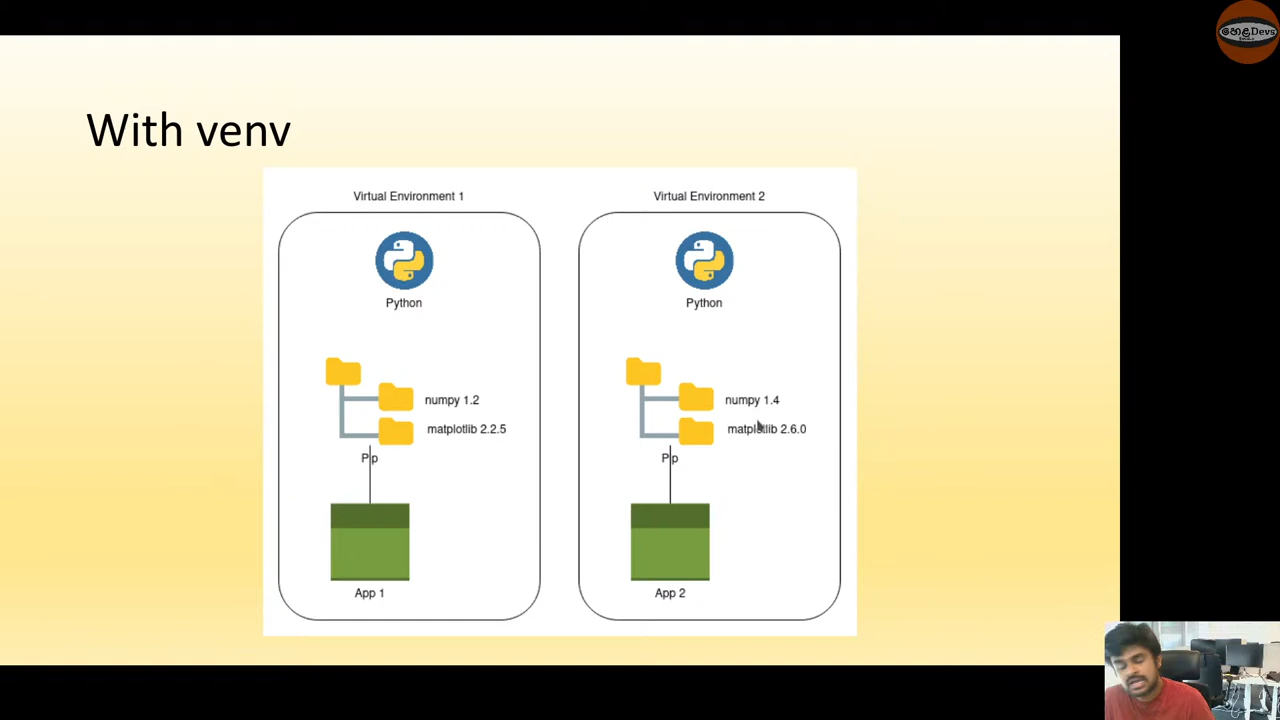 හෙළDevs
With venv
Virtual Environment 1
Virtual Environment 2
Python
Python
numpy 1.2
matplotlib 2.2.5
numpy 1.4
matplotlib 2.6.0
Pip
Pip
App 1
App 2